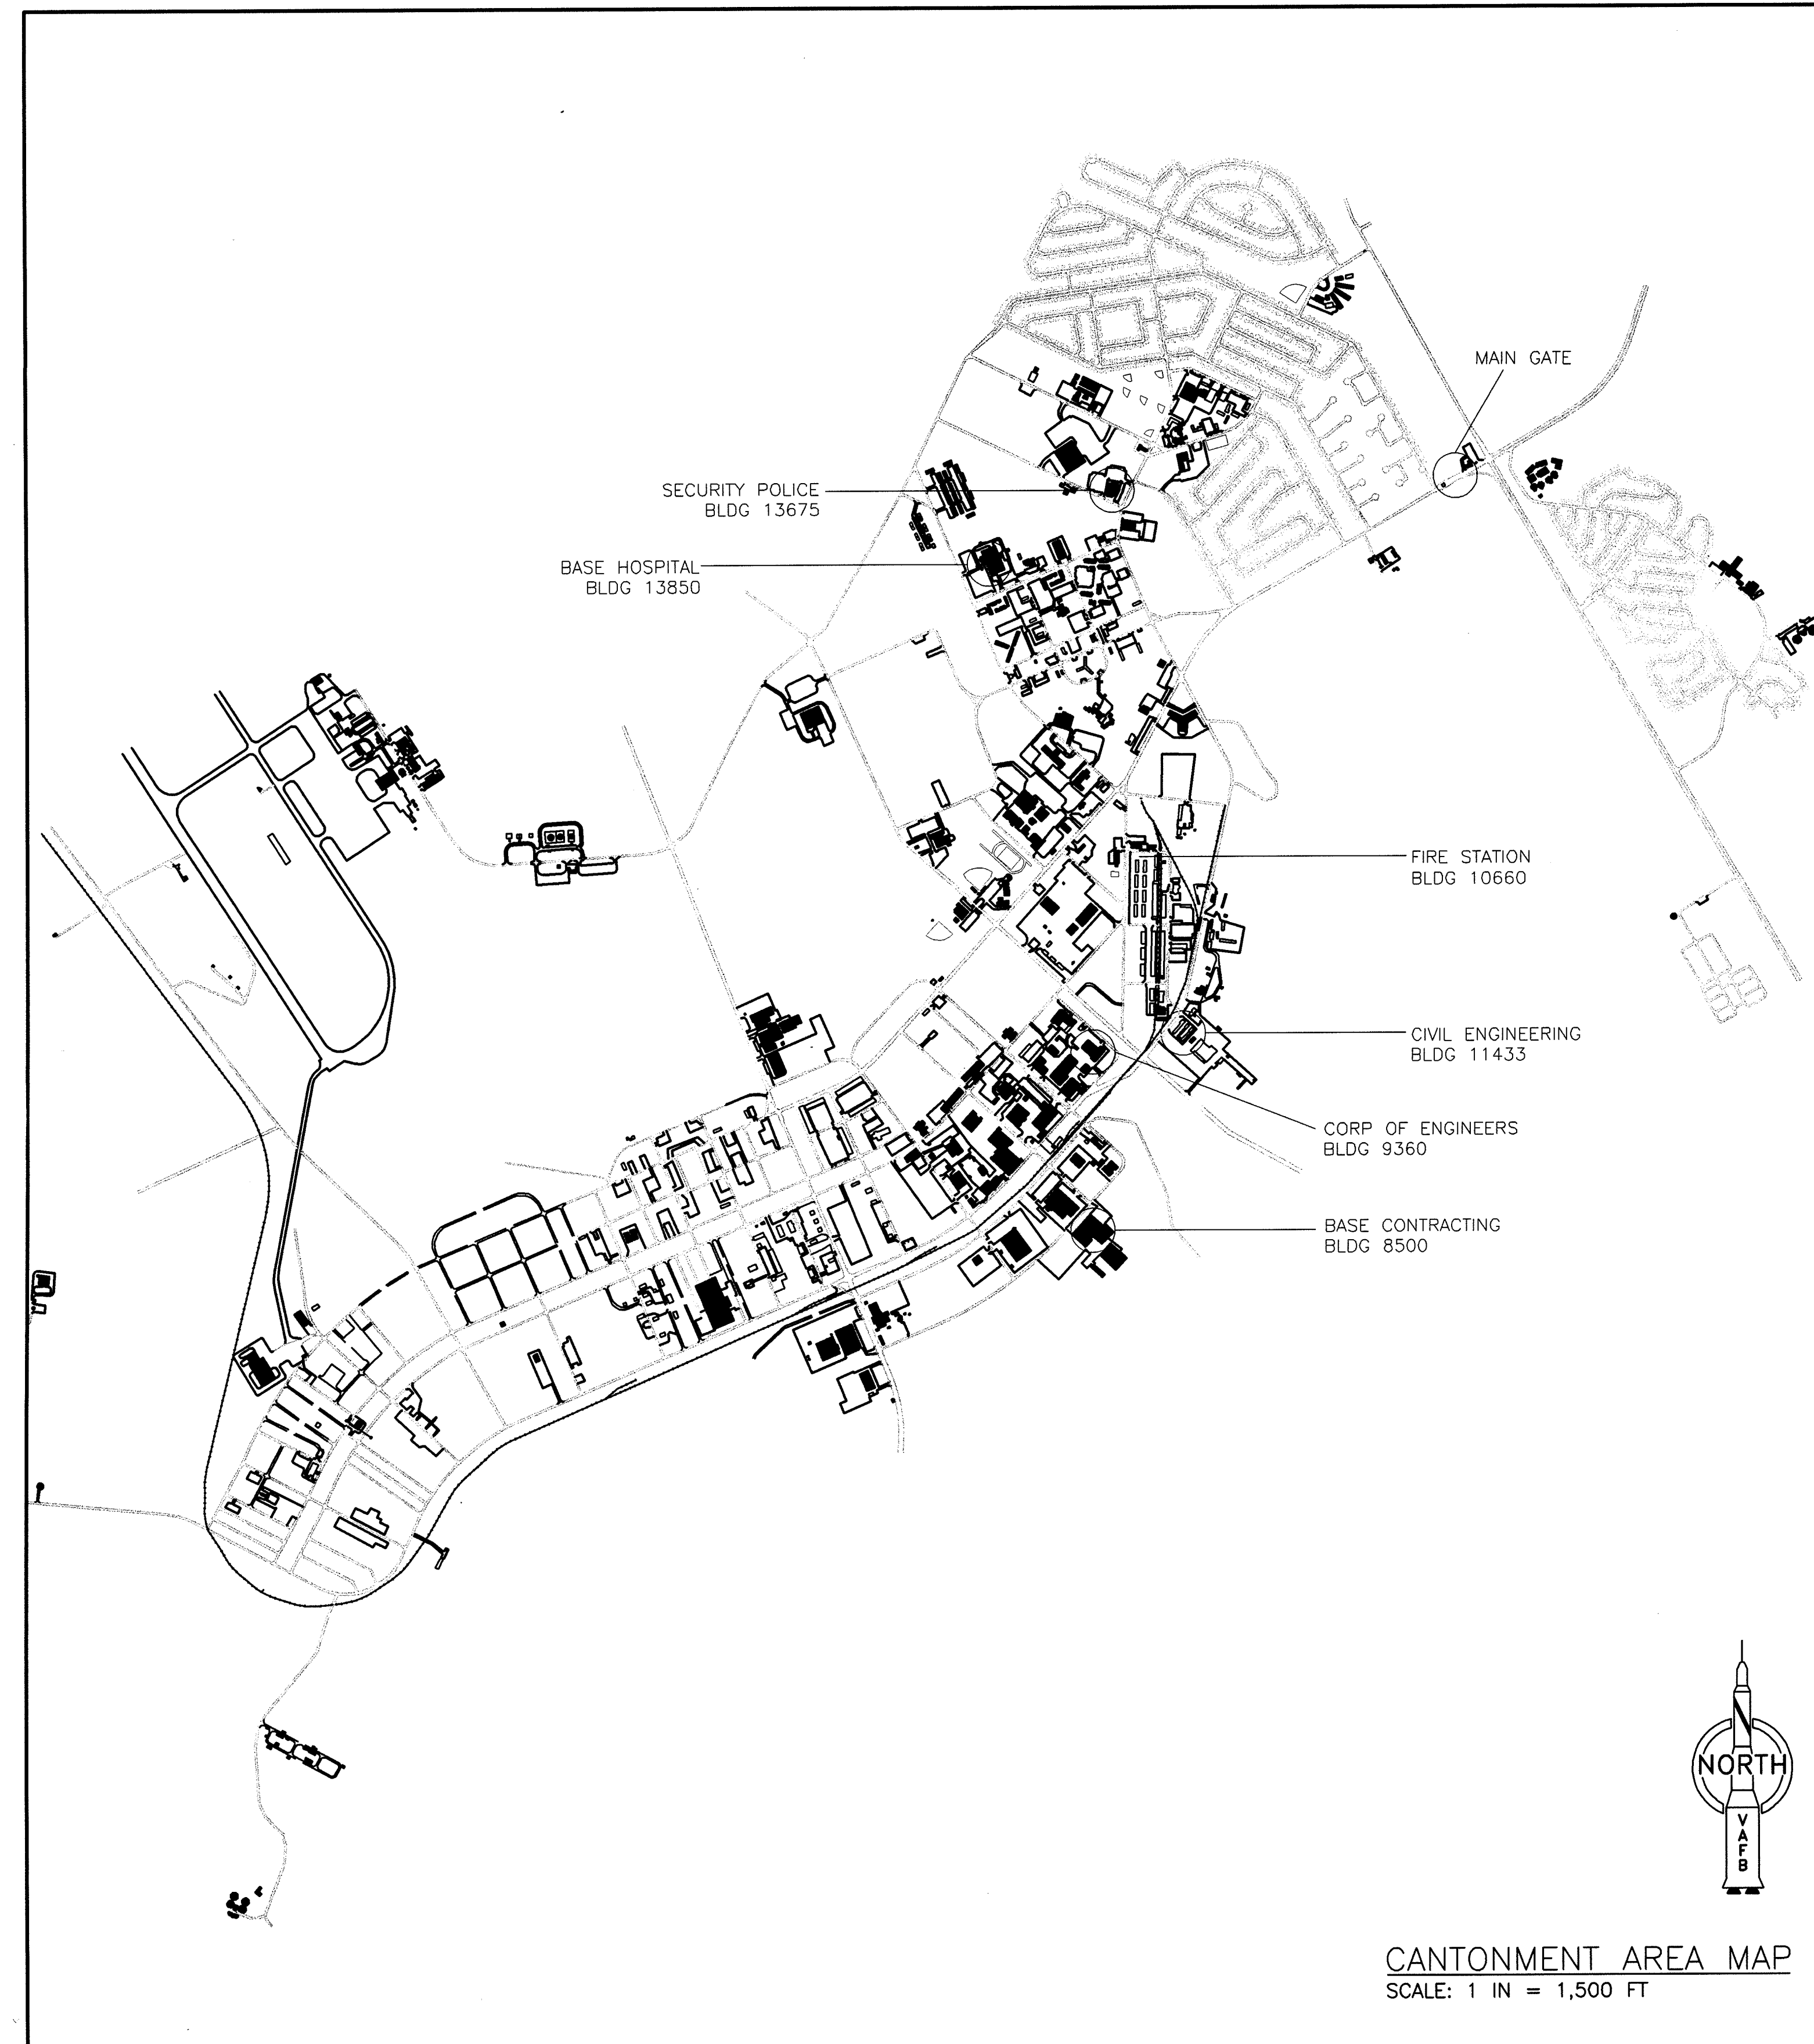 MAIN GATE
SECURITY POLICE
BLDG 13675
BASE HOSPITAL
BLDG 13850
FIRE STATION
BLDG 10660
CIVIL ENGINEERING
BLDG 11433
CORP OF ENGINEERS
BLDG 9360
BASE CONTRACTING
BLDG 8500
NORTH
VAFB
CANTONMENT AREA MAP
SCALE: 1 IN = 1,500 FT